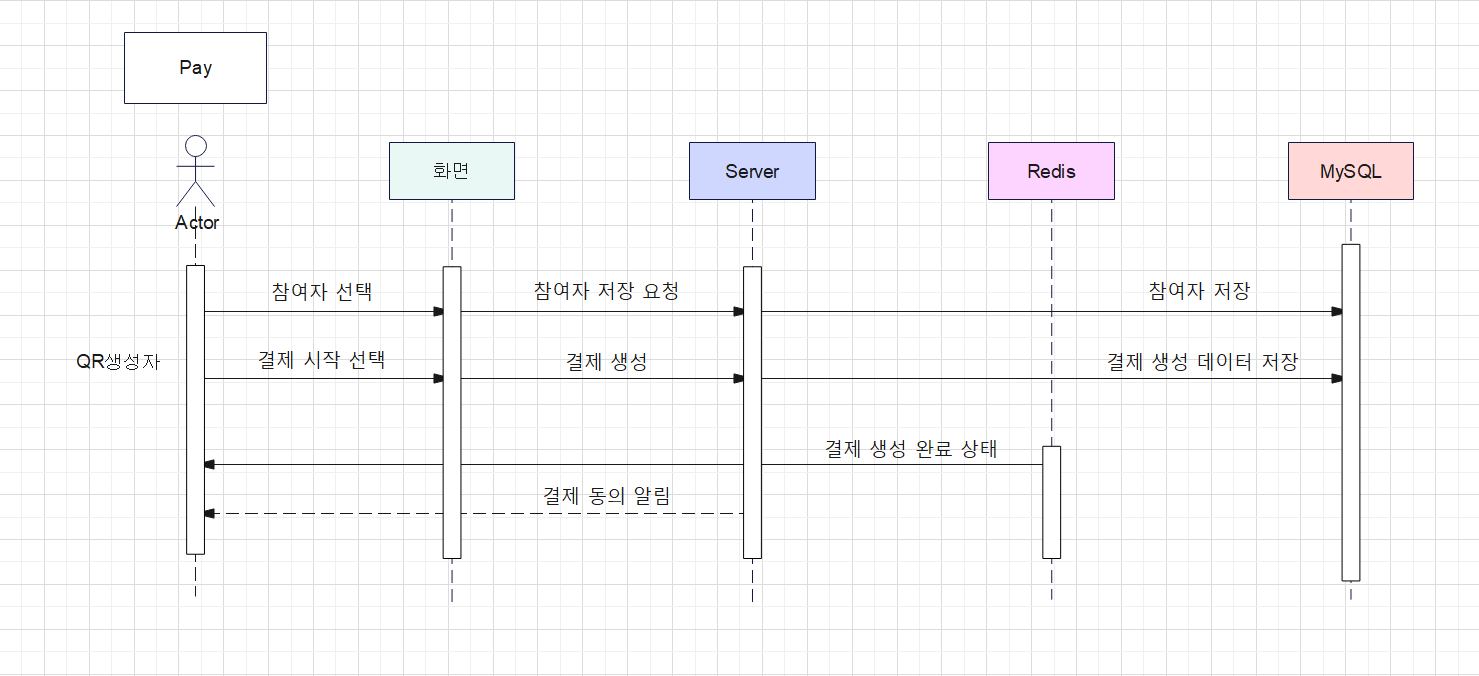 Pay
Actor
화면
Server
Redis
MySQL
참여자 선택
참여자 저장 요청
참여자 저장
QR생성자
결제 시작 선택
결제 생성
결제 생성 데이터 저장
결제 생성 완료 상태
결제 동의 알림